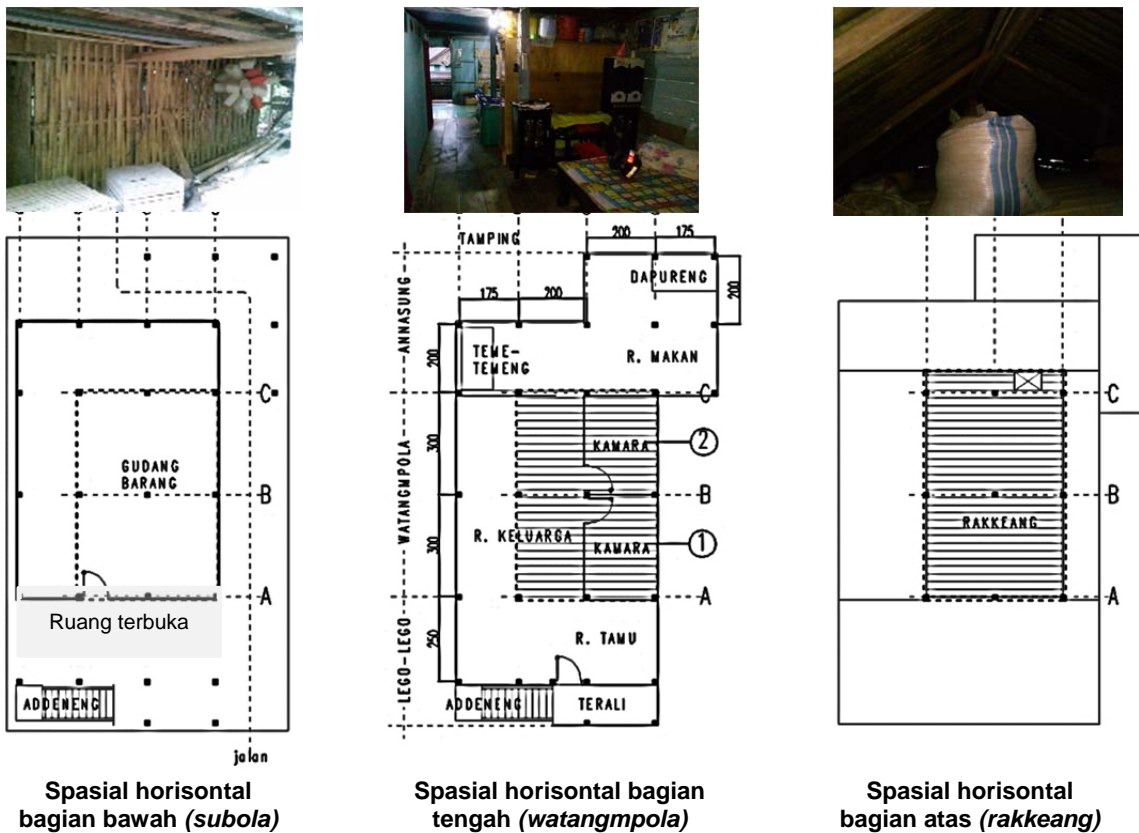 GUDANG
BARANG
C
B
A
Ruang terbuka
ADDENENG
jalan
Spasial horisontal
bagian bawah (subola)
TAMPING
ANNASUNG
WATANGMPOLA
LEGO-LEGO
200
175
DAPURENG
200
175
200
TEME-
TEMENG
R. MAKAN
200
C
KAMARA
2
300
B
R. KELUARGA
KAMARA
1
300
A
R. TAMU
250
ADDENENG
TERALI
Spasial horisontal bagian
tengah (watangmpola)
C
B
RAKKEANG
A
Spasial horisontal
bagian atas (rakkeang)